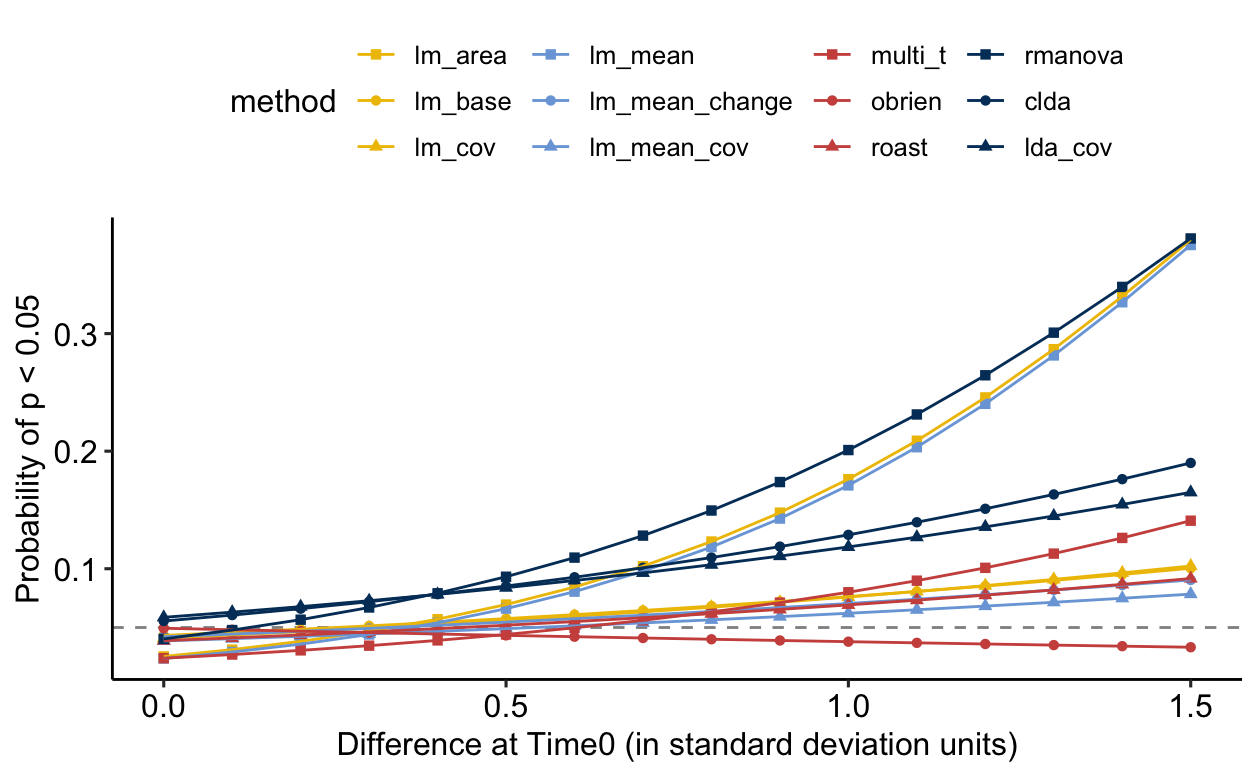 lm_area lm_mean multi_t rmanova
method lm_base lm_mean_change obrien clda
lm_cov lm_mean_cov roast lda_cov
Probability of p < 0.05
0.3
0.2
0.1
0.0 0.5 1.0 1.5
Difference at Time0 (in standard deviation units)